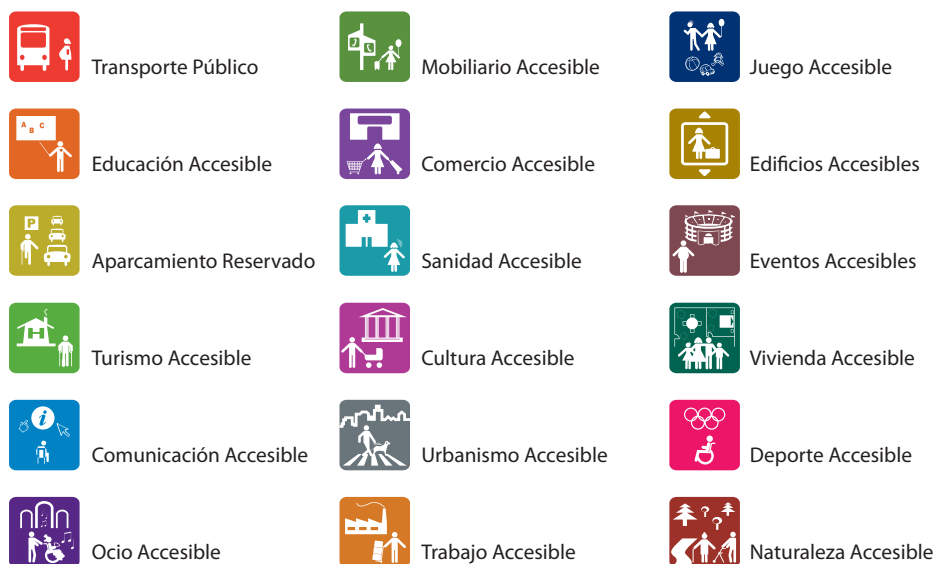 Transporte Público
Mobiliario Accesible
Juego Accesible
A B C
Educación Accesible
Comercio Accesible
Edificios Accesibles
P
Aparcamiento Reservado
Sanidad Accesible
Eventos Accesibles
H
Turismo Accesible
Cultura Accesible
Vivienda Accesible
i
Comunicación Accesible
Urbanismo Accesible
Deporte Accesible
Ocio Accesible
Trabajo Accesible
? ?
Naturaleza Accesible